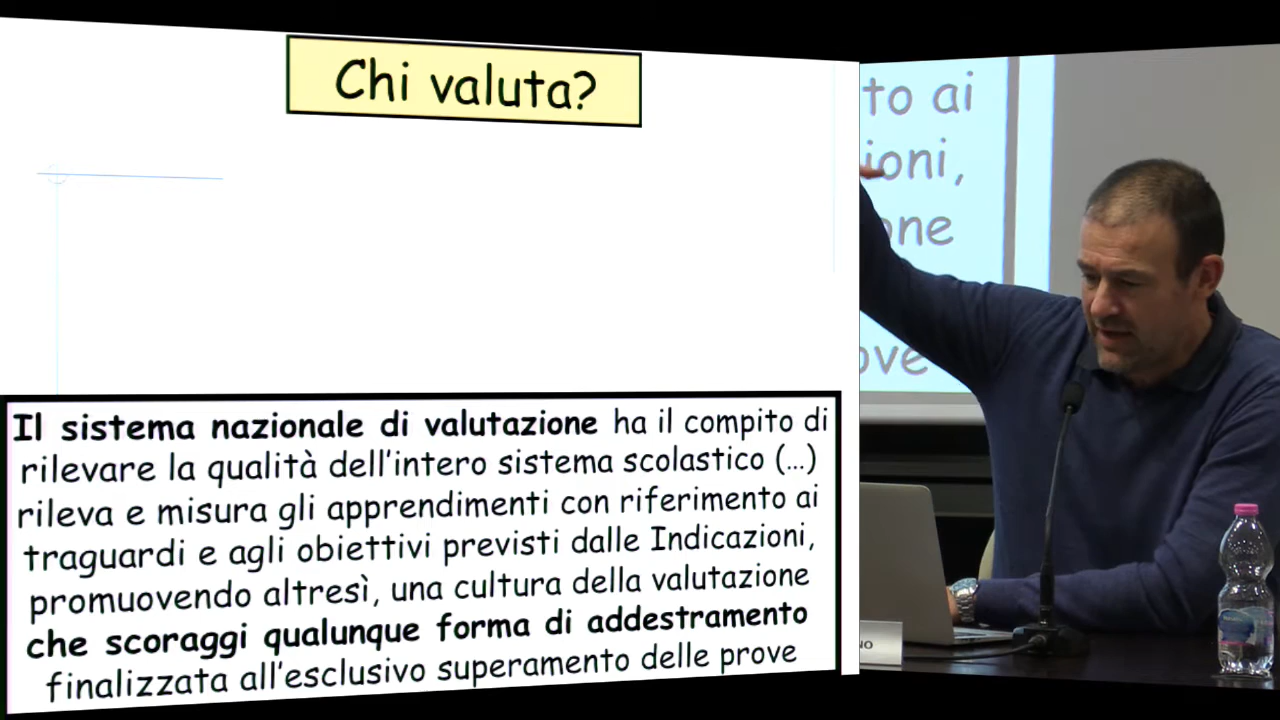 Chi valuta?
Il sistema nazionale di valutazione ha il compito di
rilevare la qualità dell'intero sistema scolastico (...)
rileva e misura gli apprendimenti con riferimento ai
traguardi e agli obiettivi previsti dalle Indicazioni,
promuovendo altresì, una cultura della valutazione
che scoraggi qualunque forma di addestramento
finalizzata all'esclusivo superamento delle prove
to ai
ioni,
one
ove
NO